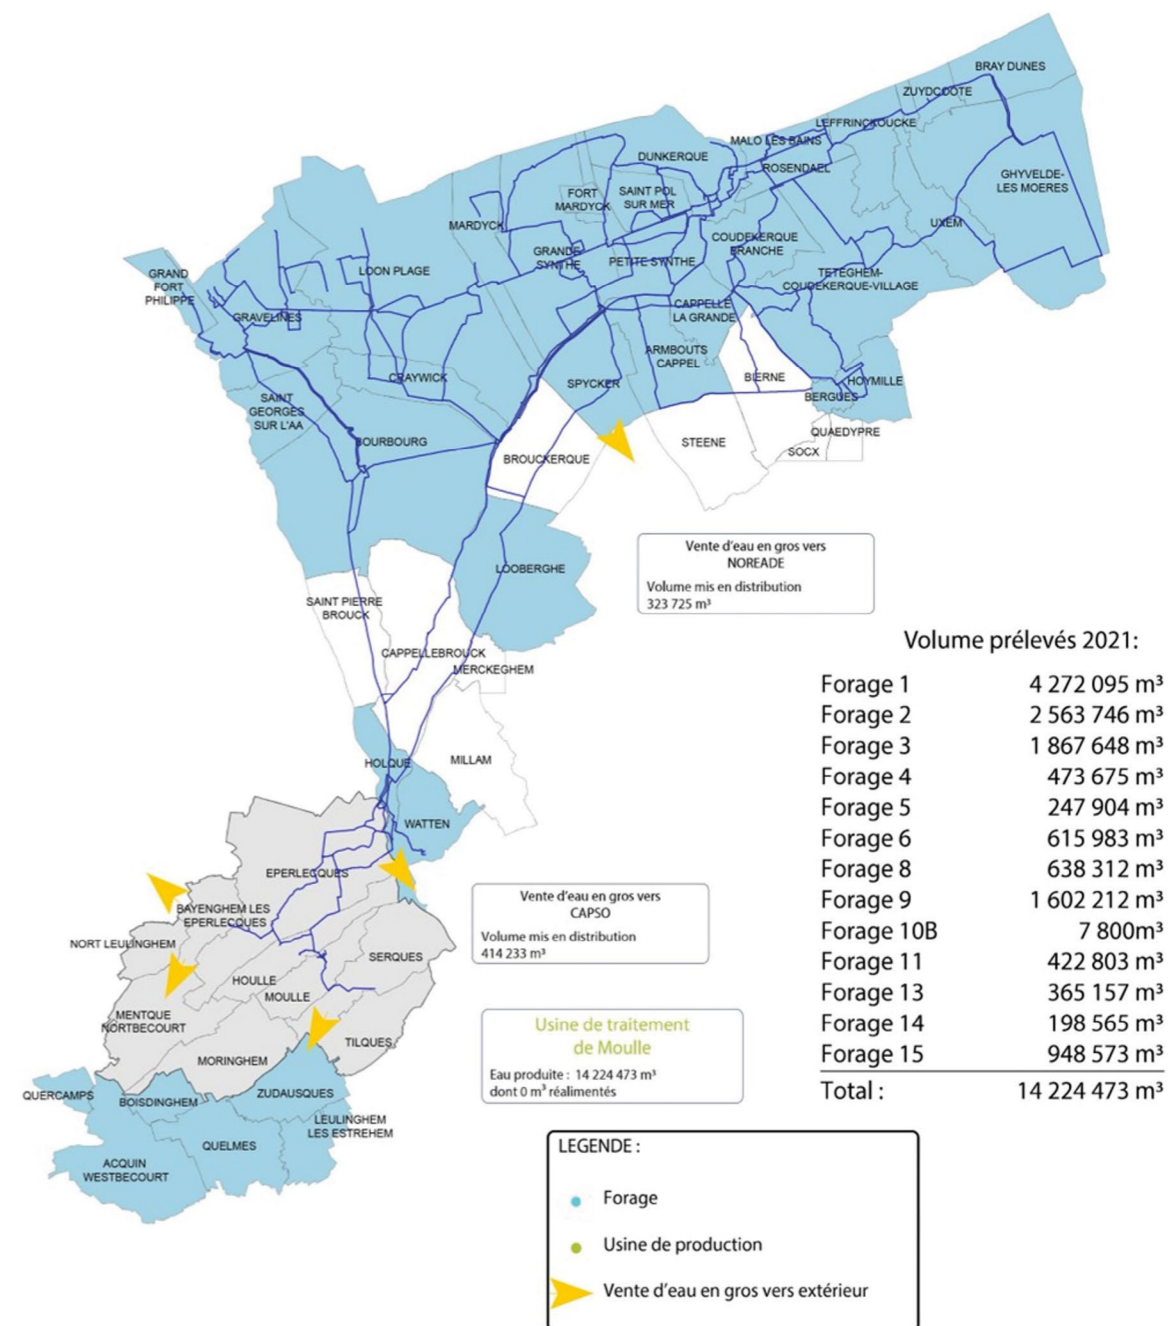 BRAY DUNES
ZUYDCOOTE
LEFFRINCKOUCKE
MALO LES BAINS
DUNKERQUE
ROSENDAEL
GHYVELDE-
LES MOERES
FORT
MARDYCK
SAINT POL
SUR MER
MARDYCK
UXEM
COUDEKERQUE
BRANCHE
GRANDE
SYNTHE
PETITE SYNTHE
LOON PLAGE
GRAND
FORT
PHILIPPE
TETEGHEM-
COUDEKERQUE-VILLAGE
CAPPELLE
LA GRANDE
GRAVELINES
ARMBOUTS
CAPPEL
CRAYWICK
SPYCKER
BIERNE
HOYMILLE
BERGUES
SAINT
GEORGES
SUR L'AA
QUAEDYPRE
BOURBOURG
STEENE
SOCX
BROUCKERQUE
LOOBERGHE
SAINT PIERRE
BROUCK
CAPPELLEBROUCK
MERCKEGHEM
HOLQUE
MILLAM
WATTEN
EPERLECQUES
BAYENGHEM LES
EPERLECQUES
NORT LEULINGHEM
SERQUES
HOULLE
MOULLE
MENTQUE
NORTBECOURT
TILQUES
MORINGHEM
QUERCAMPS
BOISDINGHEM
ZUDAUSQUES
LEULINGHEM
LES ESTREHEM
QUELMES
ACQUIN
WESTBECOURT
Vente d'eau en gros vers
NOREADE
Volume mis en distribution
323 725 m³
Vente d'eau en gros vers
CAPSO
Volume mis en distribution
414 233 m³
Usine de traitement
de Moulle
Eau produite : 14 224 473 m³
dont 0 m³ réalimentés
Volume prélevés 2021:
Forage 1 4 272 095 m³
Forage 2 2 563 746 m³
Forage 3 1 867 648 m³
Forage 4 473 675 m³
Forage 5 247 904 m³
Forage 6 615 983 m³
Forage 8 638 312 m³
Forage 9 1 602 212 m³
Forage 10B 7 800m³
Forage 11 422 803 m³
Forage 13 365 157 m³
Forage 14 198 565 m³
Forage 15 948 573 m³
Total : 14 224 473 m³
LEGENDE :
Forage
Usine de production
Vente d'eau en gros vers extérieur